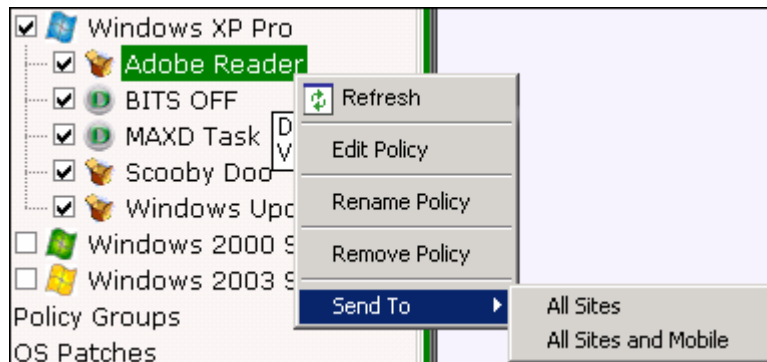 Windows XP Pro
Adobe Reader
BITS OFF
MAXD Task
Scooby Doo
Windows Upd
Windows 2000 S
Windows 2003 S
Policy Groups
OS Patches
D
V
Refresh
Edit Policy
Rename Policy
Remove Policy
Send To
All Sites
All Sites and Mobile